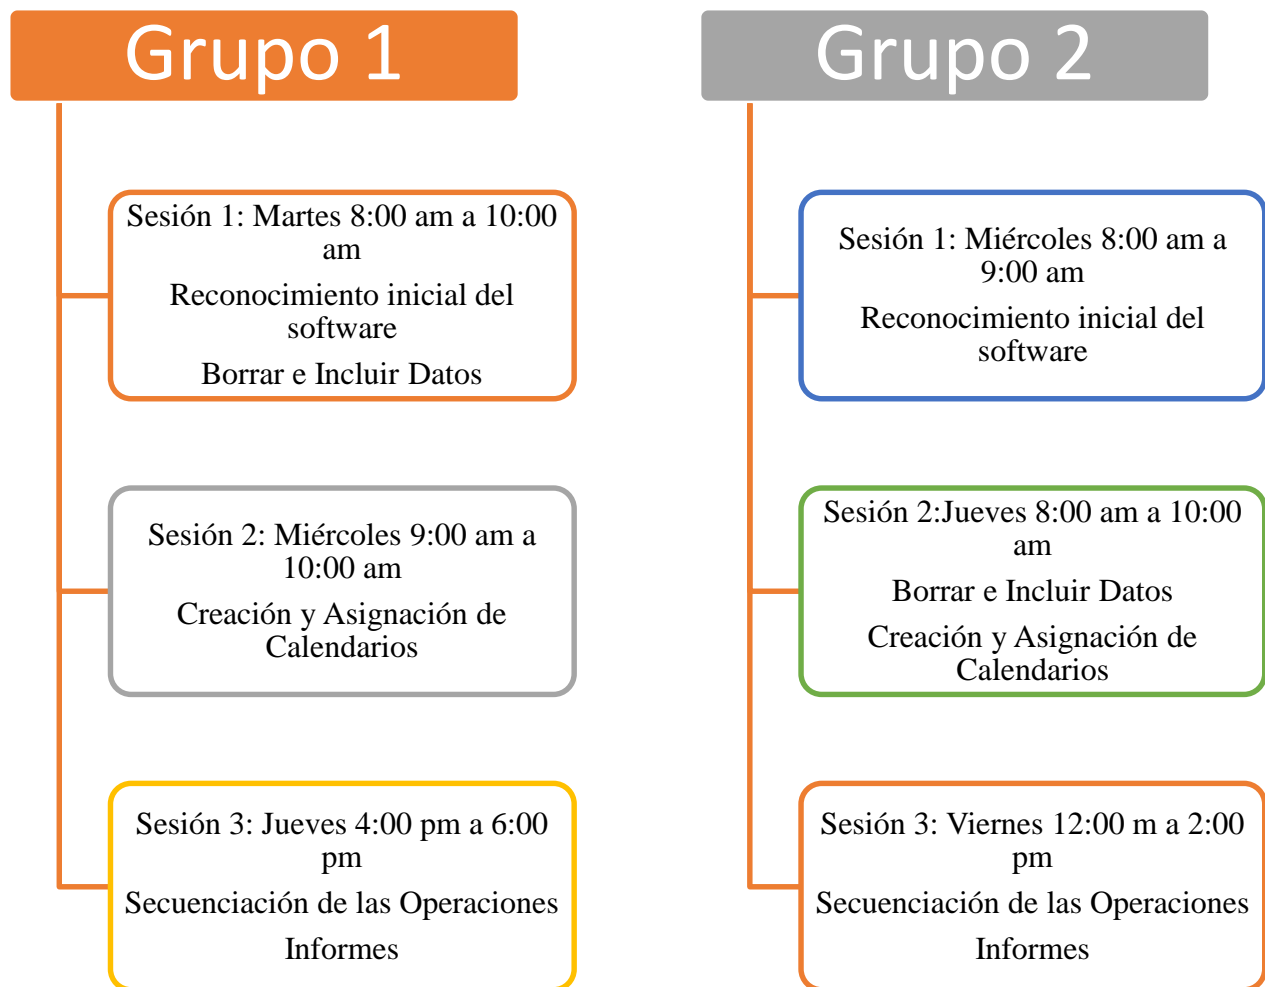 Grupo 1
Sesión 1: Martes 8:00 am a 10:00
am
Reconocimiento inicial del
software
Borrar e Incluir Datos
Sesión 2: Miércoles 9:00 am a
10:00 am
Creación y Asignación de
Calendarios
Sesión 3: Jueves 4:00 pm a 6:00
pm
Secuenciación de las Operaciones
Informes
Grupo 2
Sesión 1: Miércoles 8:00 am a
9:00 am
Reconocimiento inicial del
software
Sesión 2:Jueves 8:00 am a 10:00
am
Borrar e Incluir Datos
Creación y Asignación de
Calendarios
Sesión 3: Viernes 12:00 m a 2:00
pm
Secuenciación de las Operaciones
Informes